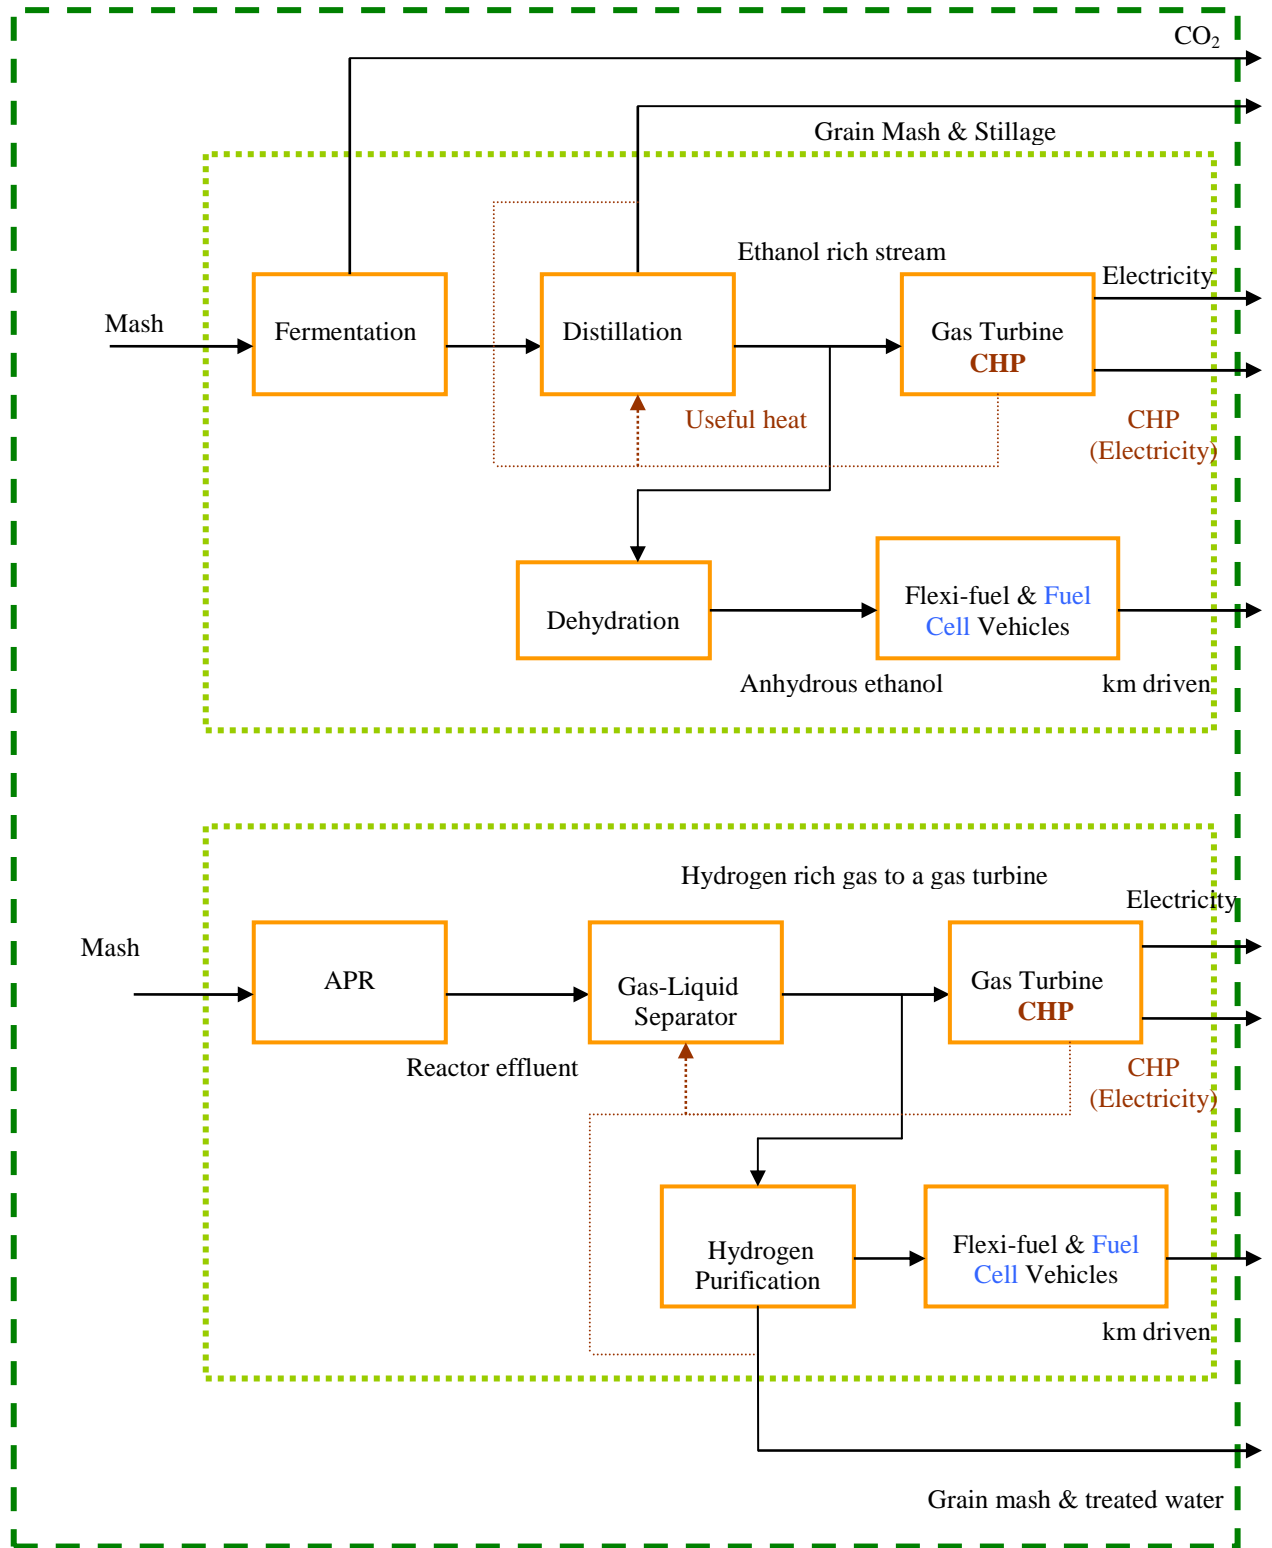 CO₂
Grain Mash & Stillage
Ethanol rich stream
Electricity
Mash
Fermentation
Distillation
Gas Turbine
CHP
Useful heat
CHP
(Electricity)
Dehydration
Flexi-fuel & Fuel
Cell Vehicles
Anhydrous ethanol
km driven
Hydrogen rich gas to a gas turbine
Electricity
Mash
APR
Gas-Liquid
Separator
Gas Turbine
CHP
Reactor effluent
CHP
(Electricity)
Hydrogen
Purification
Flexi-fuel & Fuel
Cell Vehicles
km driven
Grain mash & treated water